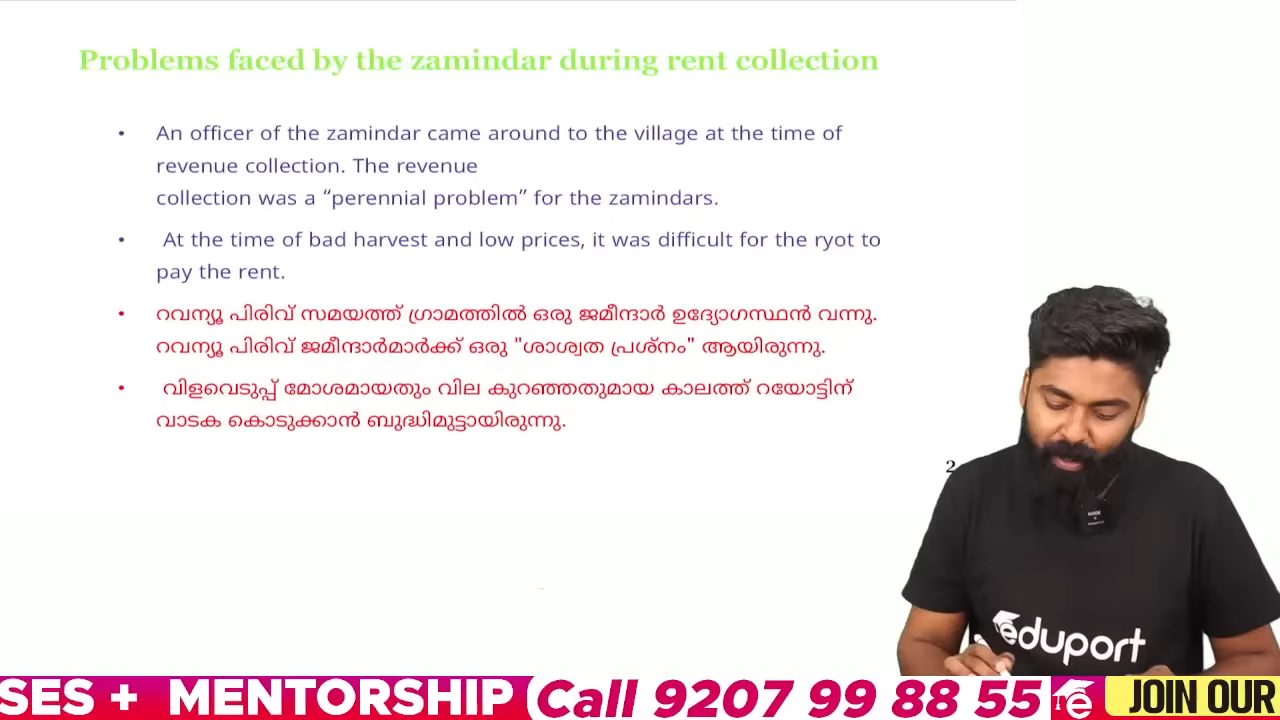 Problems faced by the zamindar during rent collection
• An officer of the zamindar came around to the village at the time of
revenue collection. The revenue
collection was a “perennial problem” for the zamindars.
• At the time of bad harvest and low prices, it was difficult for the ryot to
pay the rent.
• റവന്യൂ പിരിവ് സമയത്ത് ഗ്രാമത്തിൽ ഒരു ജമീന്ദാർ ഉദ്യോഗസ്ഥൻ വന്നു.
റവന്യൂ പിരിവ് ജമീന്ദാർമാർക്ക് ഒരു "ശാശ്വത പ്രശ്നം" ആയിരുന്നു.
• വിളവെടുപ്പ് മോശമായതും വില കുറഞ്ഞതുമായ കാലത്ത് റയോട്ടിന്
വാടക കൊടുക്കാൻ ബുദ്ധിമുട്ടായിരുന്നു.
2
eduport
SES + MENTORSHIP Call 9207 99 88 55 e JOIN OUR